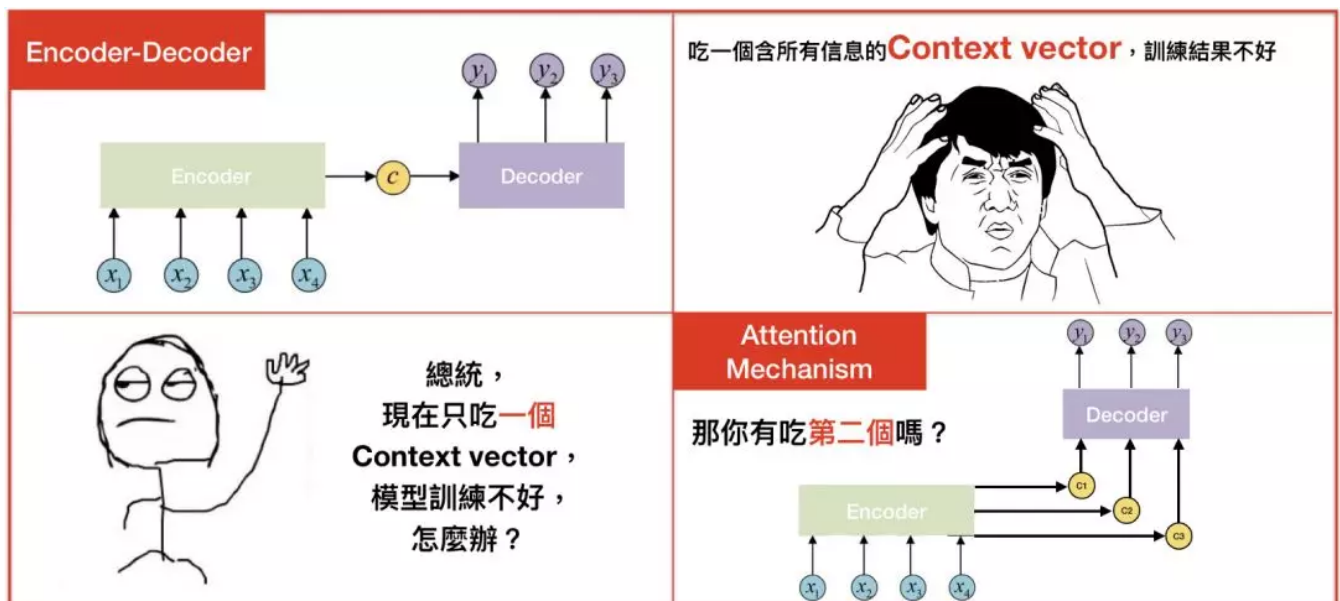 Encoder-Decoder
y1 y2 y3
Encoder
c
Decoder
x1 x2 x3 x4
吃一個含所有信息的Context vector，訓練結果不好
總統，
現在只吃一個
Context vector，
模型訓練不好，
怎麼辦？
Attention
Mechanism
那你有吃第二個嗎？
y1 y2 y3
Decoder
C1
C2
C3
Encoder
x1 x2 x3 x4